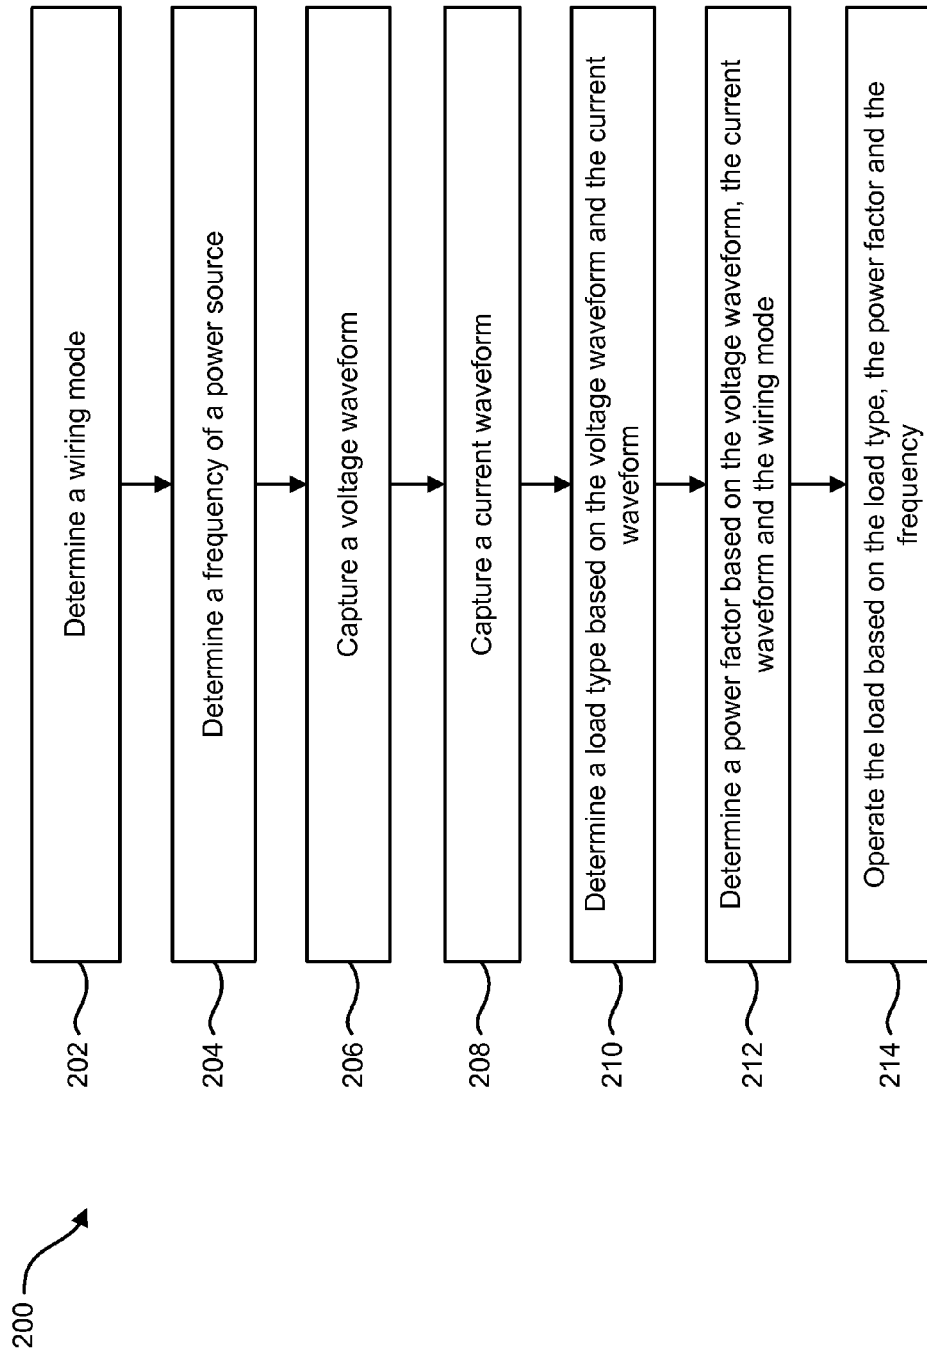 200
202
Determine a wiring mode
204
Determine a frequency of a power source
206
Capture a voltage waveform
208
Capture a current waveform
210
Determine a load type based on the voltage waveform and the current
waveform
212
Determine a power factor based on the voltage waveform, the current
waveform and the wiring mode
214
Operate the load based on the load type, the power factor and the
frequency